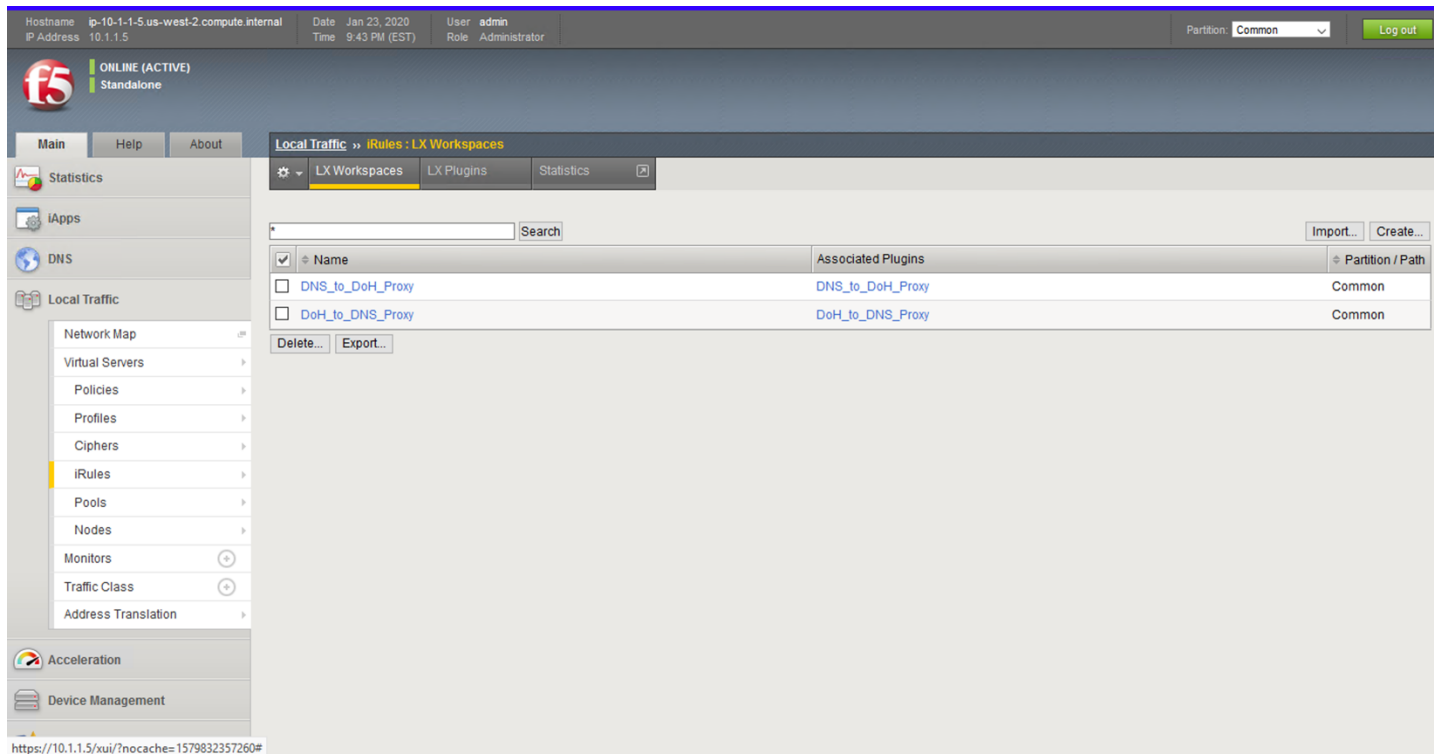 Hostname ip-10-1-1-5.us-west-2.compute.internal Date Jan 23, 2020 User admin
IP Address 10.1.1.5 Time 9:43 PM (EST) Role Administrator
Partition: Common Log out
f5
ONLINE (ACTIVE)
Standalone
Main Help About
Local Traffic ›› iRules : LX Workspaces
LX Workspaces LX Plugins Statistics
Statistics
iApps
DNS
Local Traffic
Network Map
Virtual Servers
Policies
Profiles
Ciphers
iRules
Pools
Nodes
Monitors
Traffic Class
Address Translation
Acceleration
Device Management
* Search Import... Create...
Name Associated Plugins Partition / Path
DNS_to_DoH_Proxy DNS_to_DoH_Proxy Common
DoH_to_DNS_Proxy DoH_to_DNS_Proxy Common
Delete... Export...
https://10.1.1.5/xui/?nocache=1579832357260#